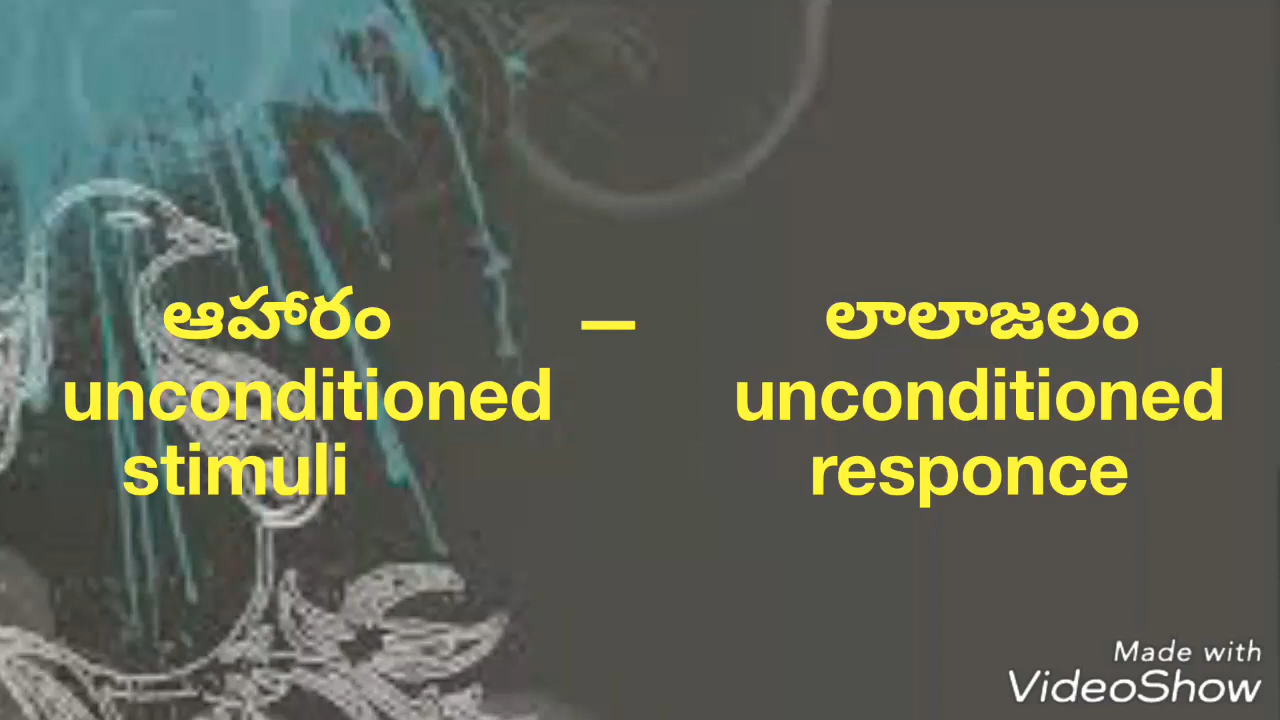 ఆహారం – లాలాజలం
unconditioned unconditioned
stimuli responce
Made with
VideoShow